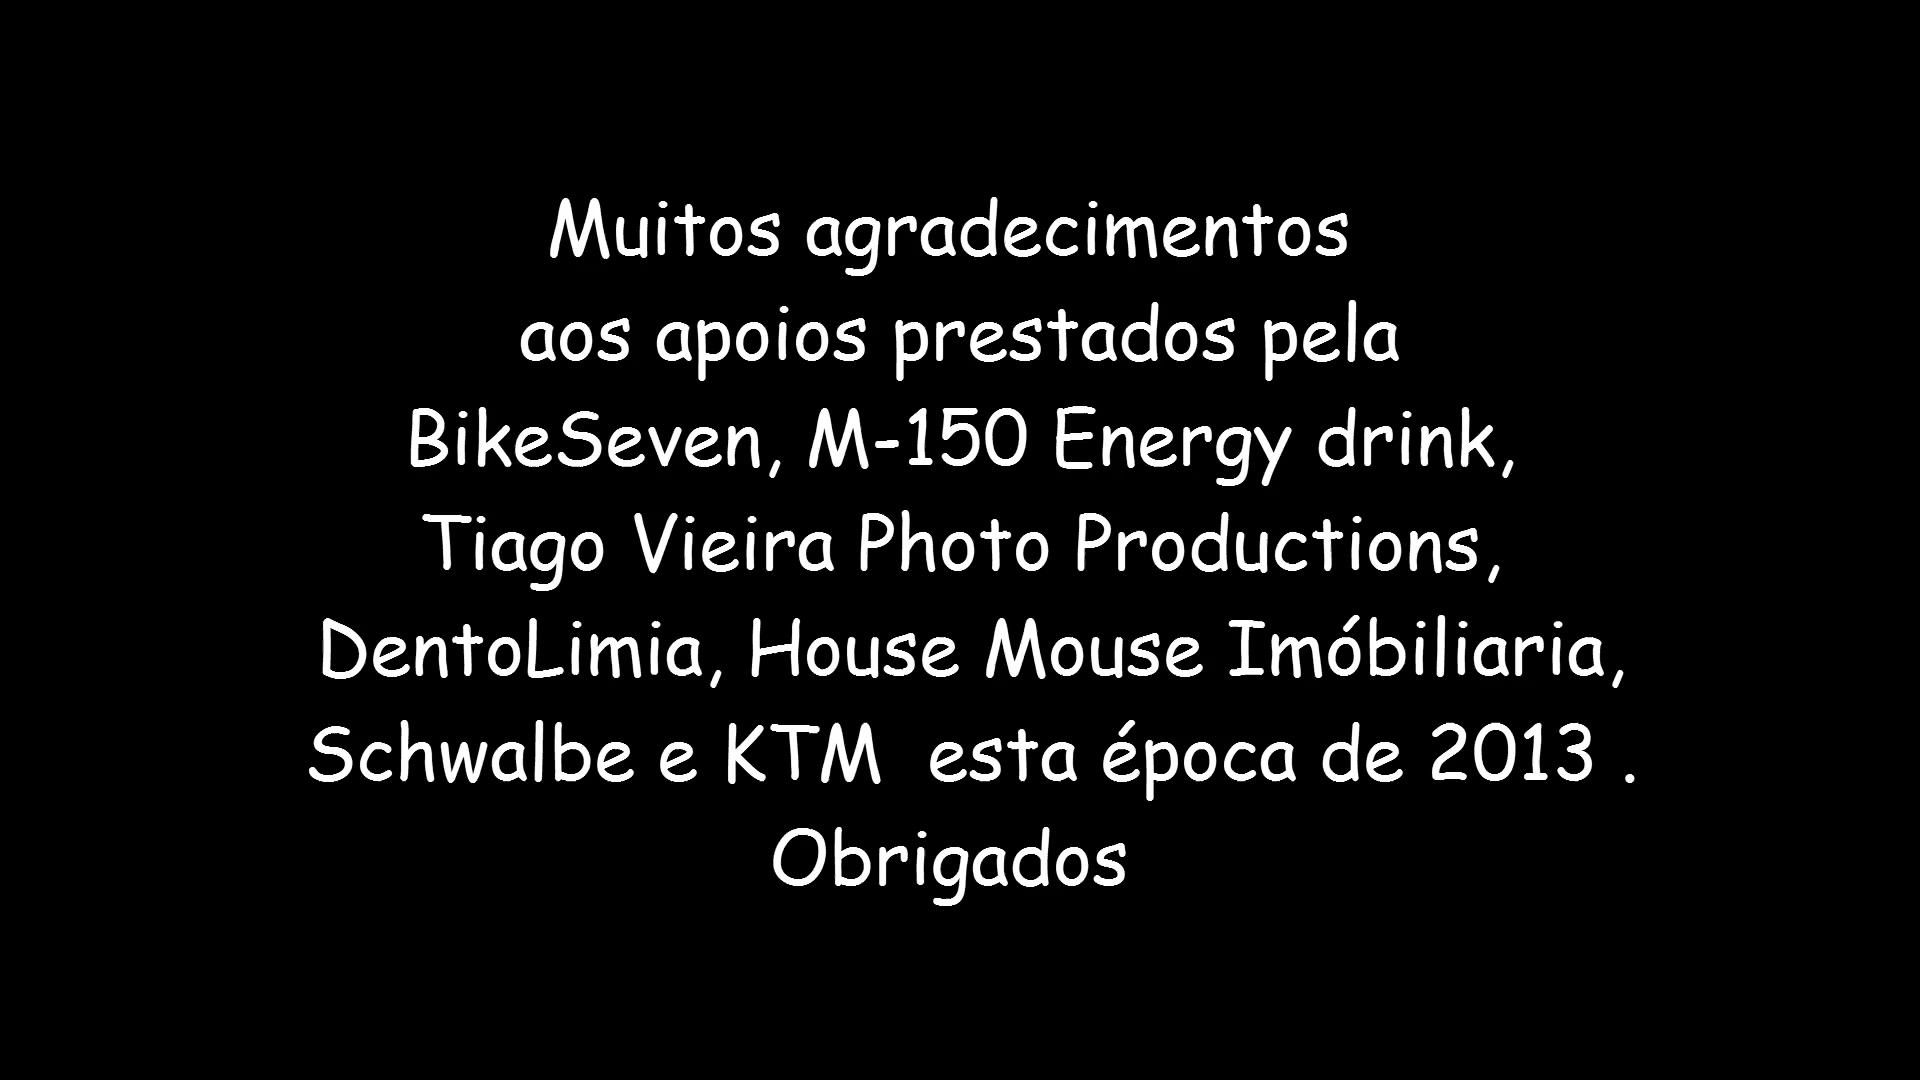 Muitos agradecimentos
aos apoios prestados pela
BikeSeven, M-150 Energy drink,
Tiago Vieira Photo Productions,
DentoLimia, House Mouse Imóbiliaria,
Schwalbe e KTM  esta época de 2013 .
Obrigados